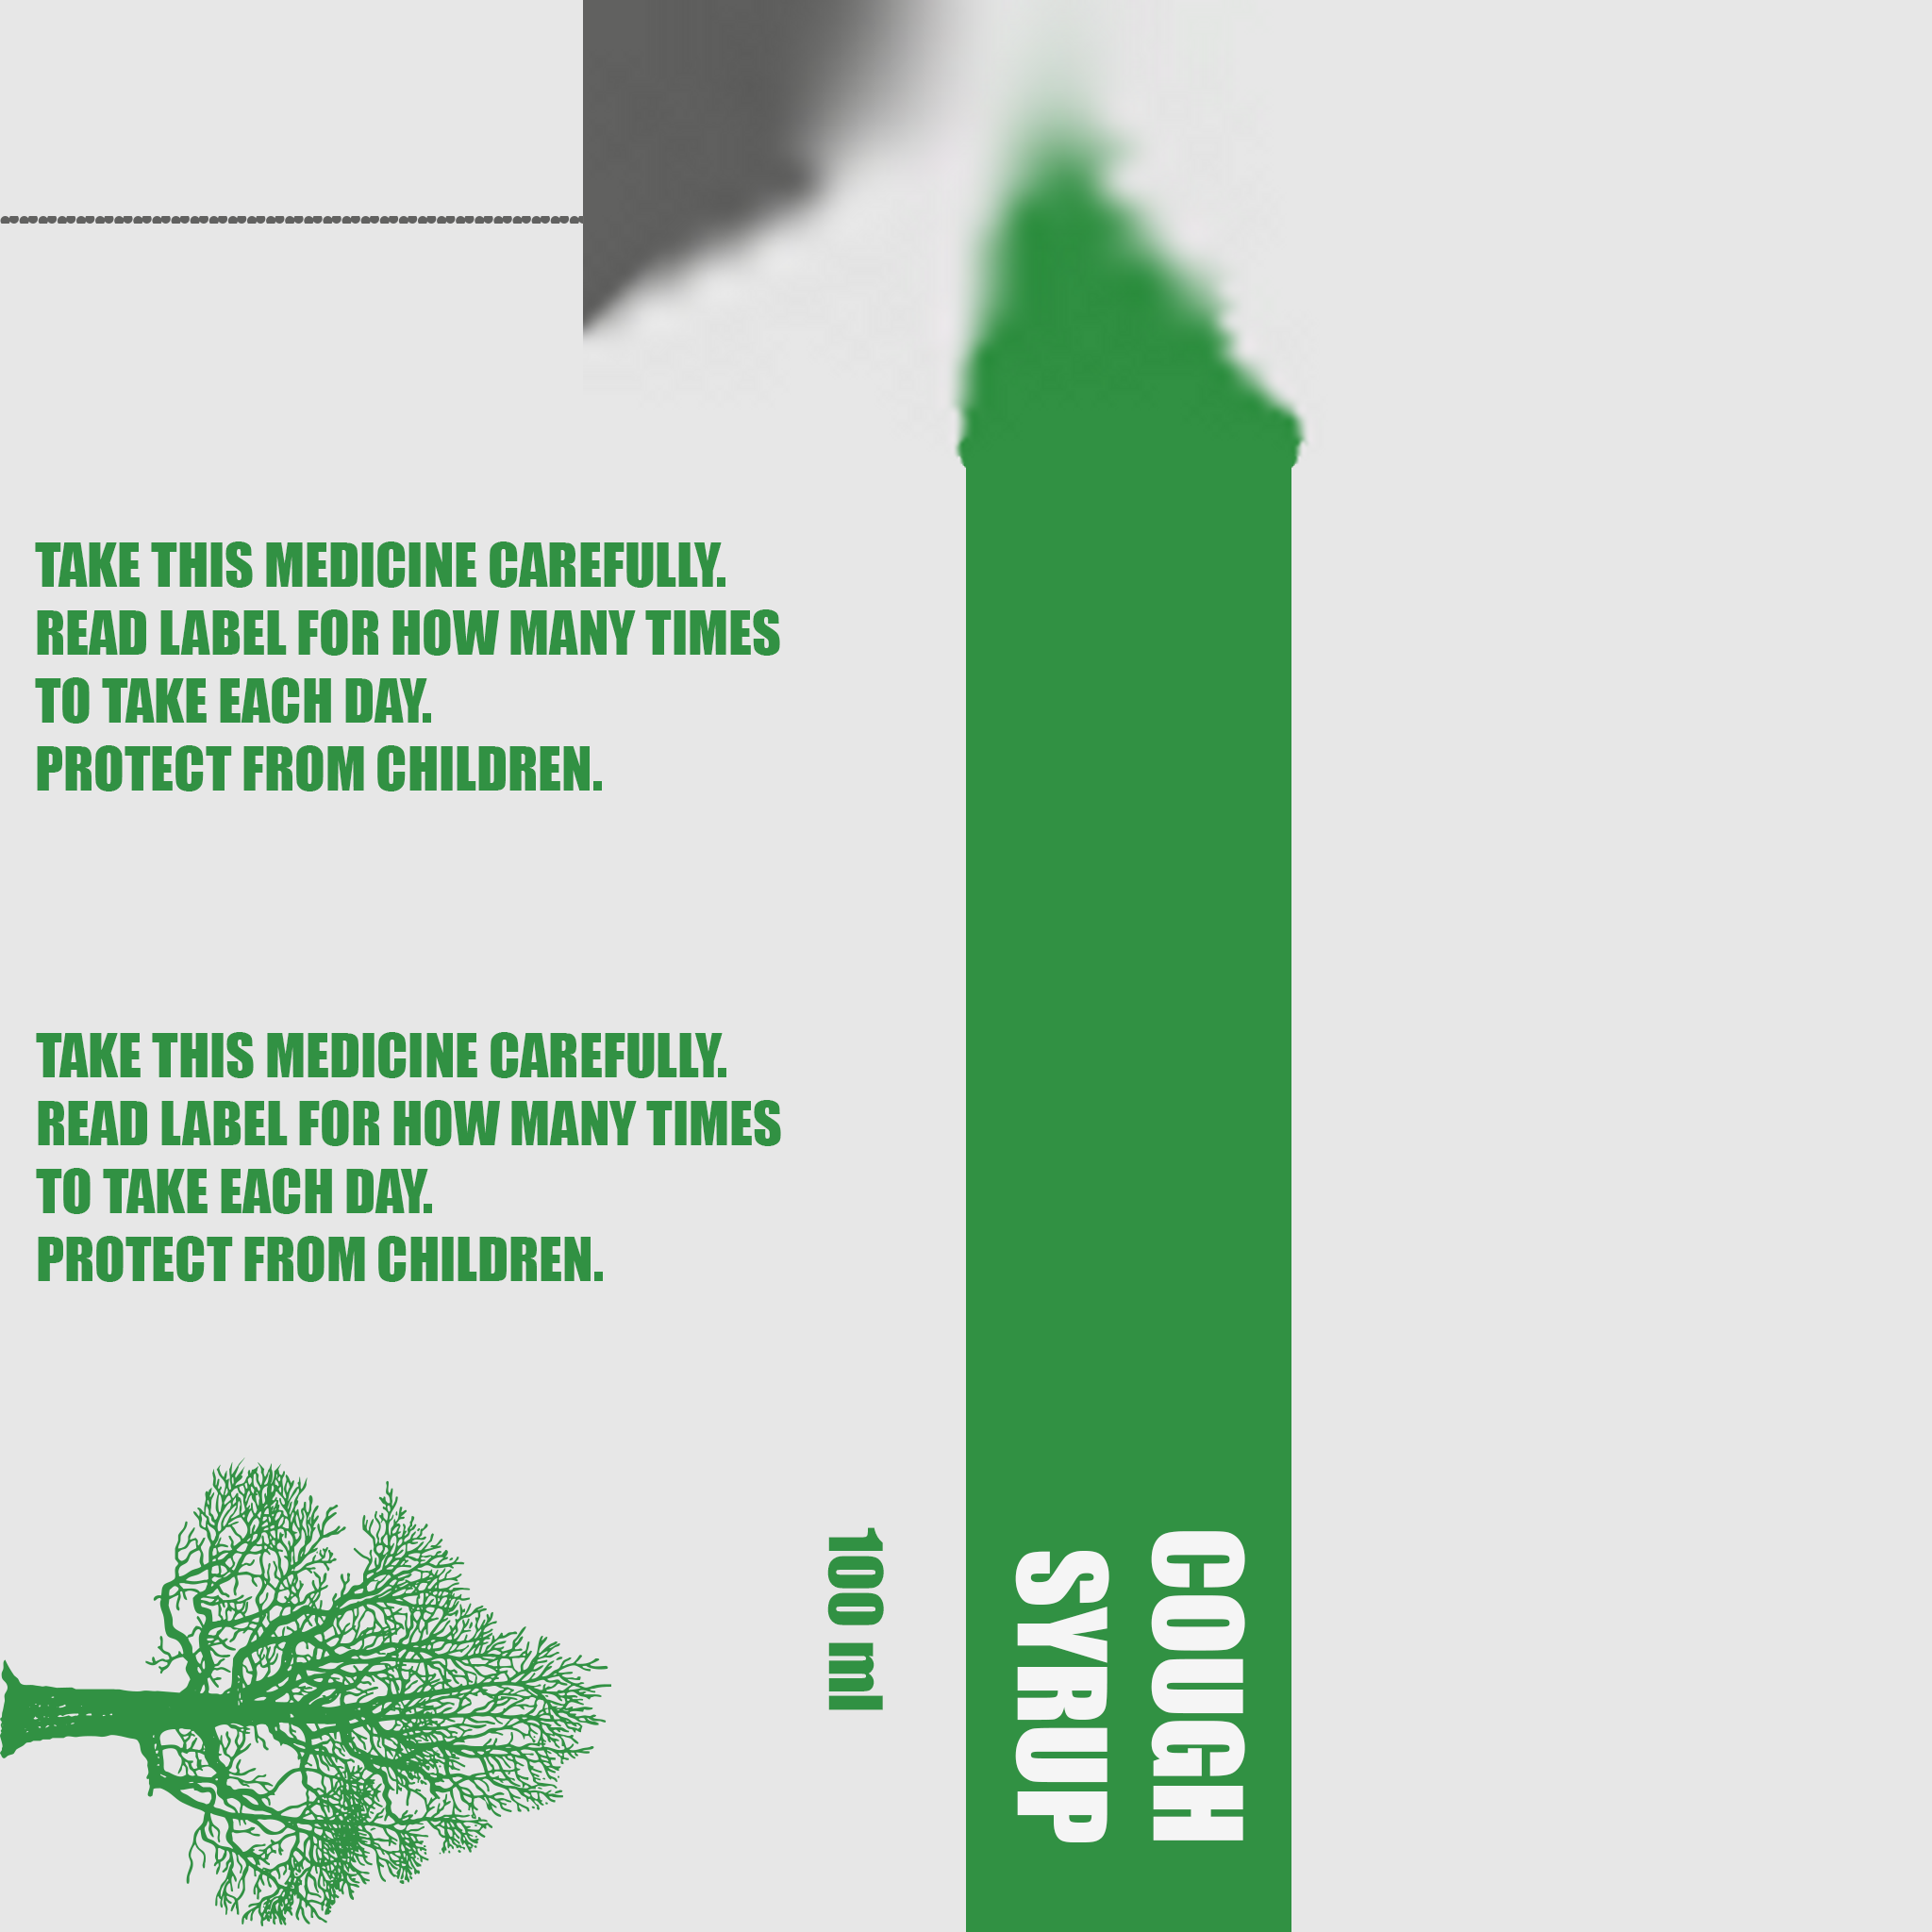 TAKE THIS MEDICINE CAREFULLY.
READ LABEL FOR HOW MANY TIMES
TO TAKE EACH DAY.
PROTECT FROM CHILDREN.
TAKE THIS MEDICINE CAREFULLY.
READ LABEL FOR HOW MANY TIMES
TO TAKE EACH DAY.
PROTECT FROM CHILDREN.
COUGH
SYRUP
100 ml